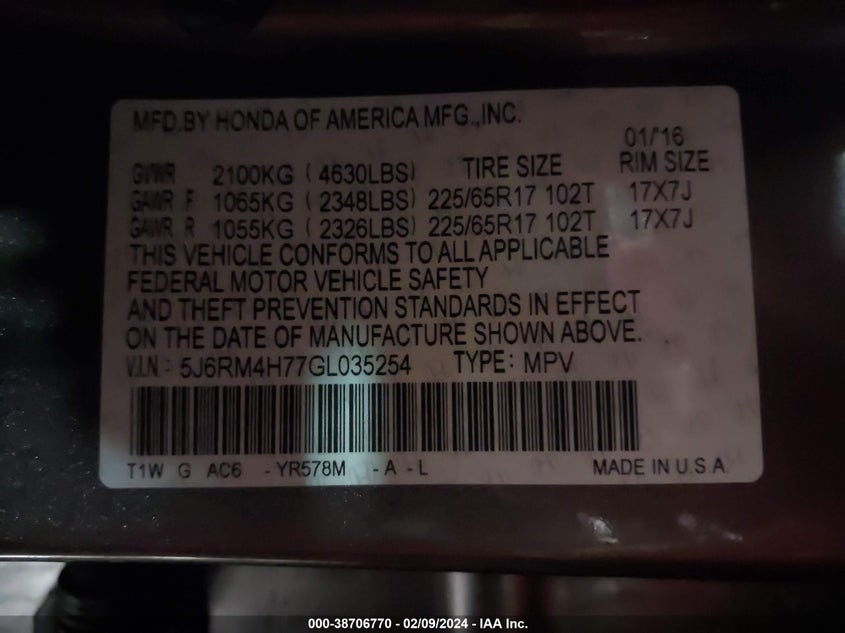 MFD.BY HONDA OF AMERICA MFG.,INC.
01/'16
GVWR 2100KG ( 4630LBS) TIRE SIZE RIM SIZE
GAWR F 1065KG ( 2348LBS) 225/65R17 102T 17X7J
GAWR R 1055KG ( 2326LBS) 225/65R17 102T 17X7J
THIS VEHICLE CONFORMS TO ALL APPLICABLE
FEDERAL MOTOR VEHICLE SAFETY
AND THEFT PREVENTION STANDARDS IN EFFECT
ON THE DATE OF MANUFACTURE SHOWN ABOVE.
V.I.N : 5J6RM4H77GL035254 TYPE: MPV
T1W G AC6 - YR578M - A - L MADE IN U.S.A
000-38706770 - 02/09/2024 - IAA Inc.